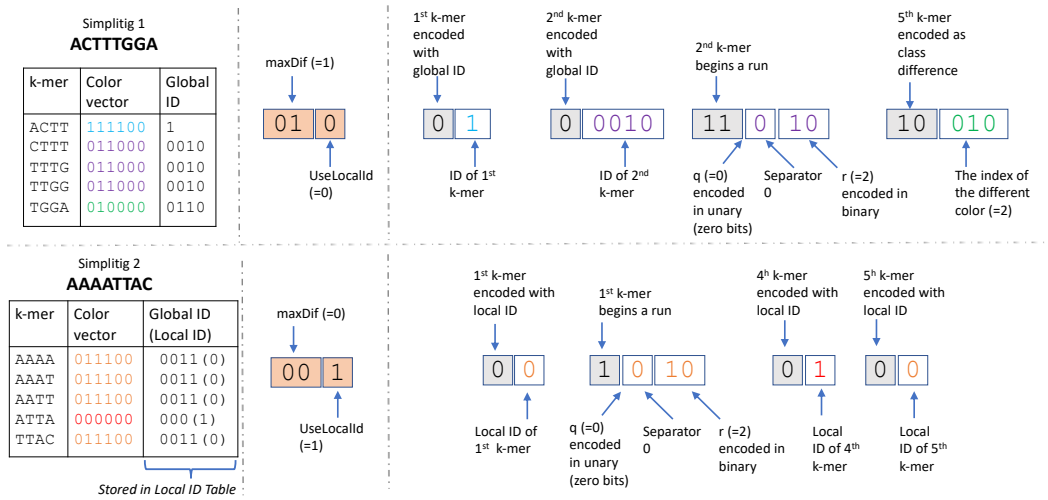 Simplitig 1
ACTTTGGA
k-mer Color vector Global ID
ACTT 111100 1
CTTT 011000 0010
TTTG 011000 0010
TTGG 011000 0010
TGGA 010000 0110
maxDif (=1)
01 0
UseLocalId
(=0)
1st k-mer
encoded
with
global ID
0 1
ID of 1st
k-mer
2nd k-mer
encoded
with
global ID
0 0010
ID of 2nd
k-mer
2nd k-mer
begins a run
11 0 10
q (=0)
encoded
in unary
(zero bits)
Separator
0
r (=2)
encoded in
binary
5th k-mer
encoded as
class
difference
10 010
The index of
the different
color (=2)
Simplitig 2
AAAATTAC
k-mer Color vector Global ID (Local ID)
AAAA 011100 0011(0)
AAAT 011100 0011(0)
AATT 011100 0011(0)
ATTA 000000 000(1)
TTAC 011100 0011(0)
Stored in Local ID Table
maxDif (=0)
00 1
UseLocalId
(=1)
1st k-mer
encoded with
local ID
0 0
Local ID of
1st k-mer
1st k-mer
begins a run
1 0 10
q (=0)
encoded
in unary
(zero bits)
Separator
0
r (=2)
encoded in
binary
4h k-mer
encoded with
local ID
0 1
Local
ID of 4th
k-mer
5h k-mer
encoded with
local ID
0 0
Local
ID of 5th
k-mer